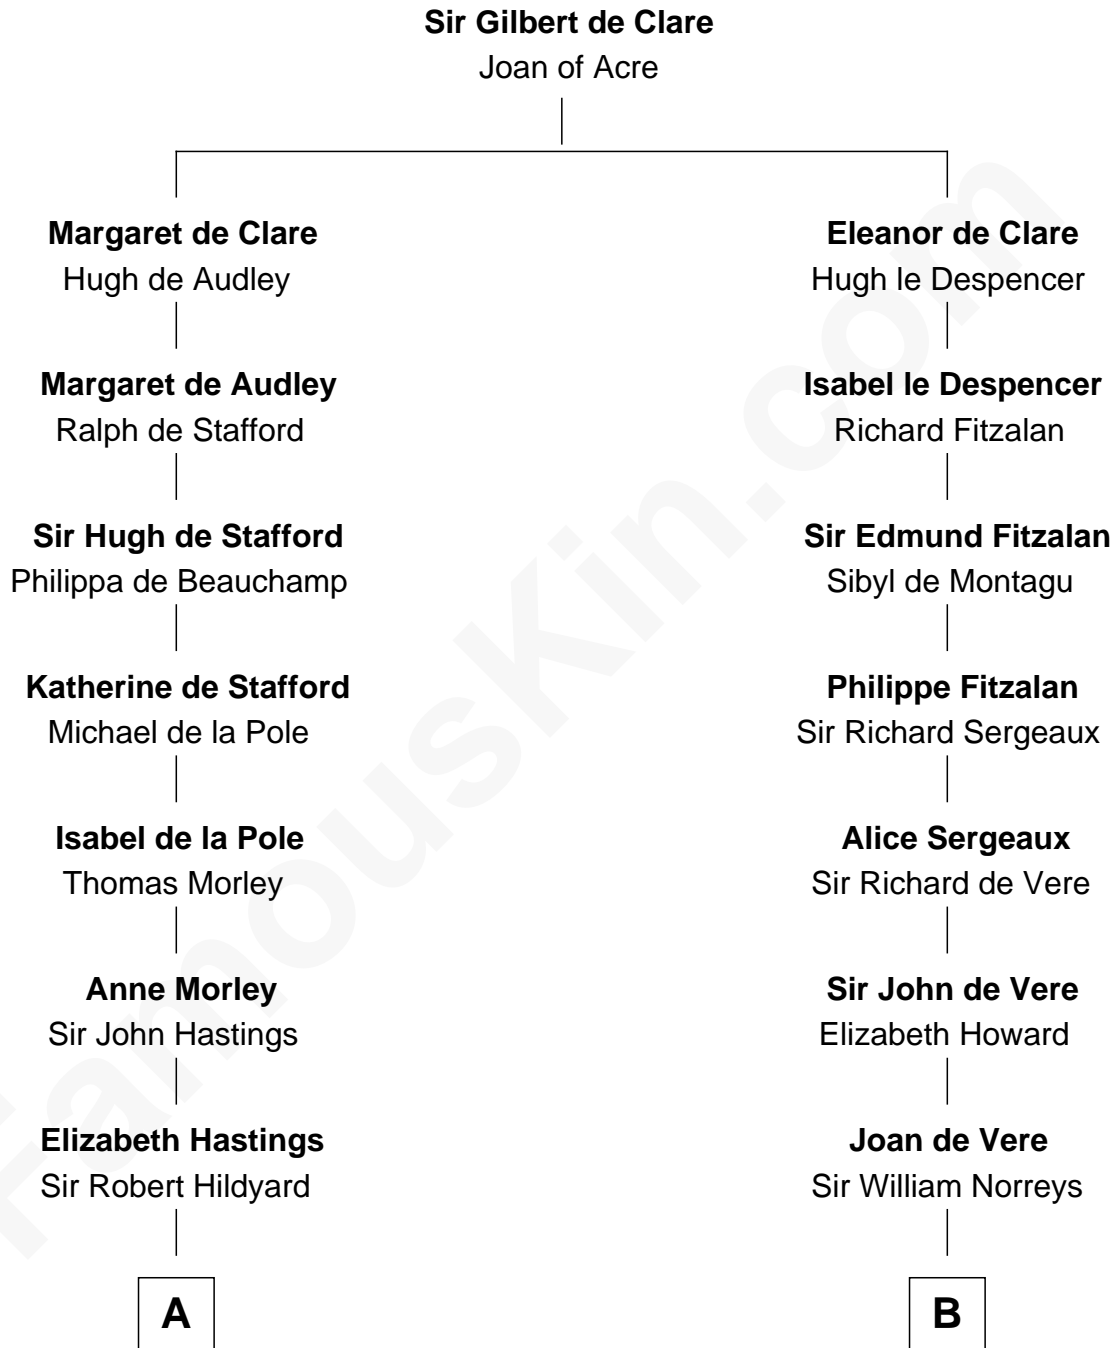 Sir Gilbert de Clare
Joan of Acre
Margaret de Clare
Hugh de Audley
Eleanor de Clare
Hugh le Despencer
Margaret de Audley
Ralph de Stafford
Isabel le Despencer
Richard Fitzalan
Sir Hugh de Stafford
Philippa de Beauchamp
Sir Edmund Fitzalan
Sibyl de Montagu
Katherine de Stafford
Michael de la Pole
Philippe Fitzalan
Sir Richard Sergeaux
Isabel de la Pole
Thomas Morley
Alice Sergeaux
Sir Richard de Vere
Anne Morley
Sir John Hastings
Sir John de Vere
Elizabeth Howard
Elizabeth Hastings
Sir Robert Hildyard
Joan de Vere
Sir William Norreys
A
B
FamousKin.com